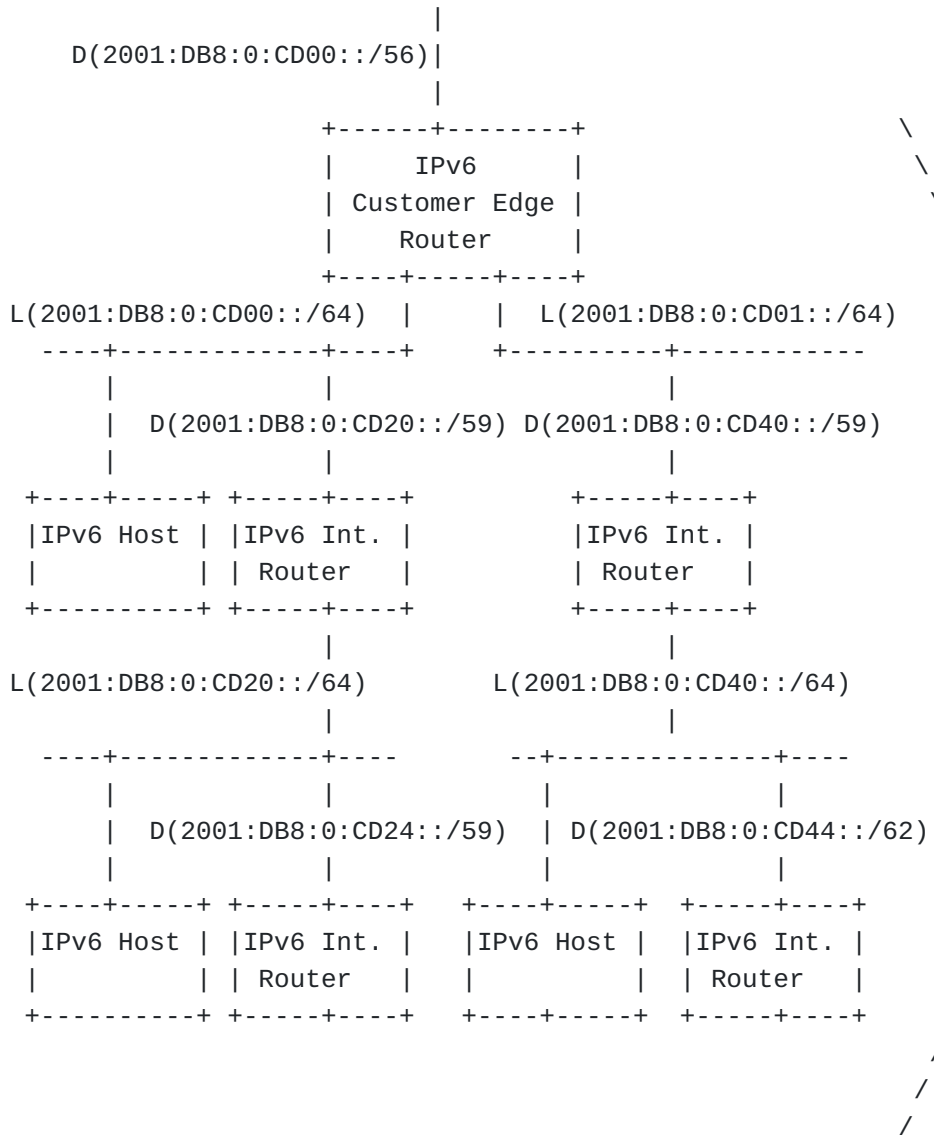 D(2001:DB8:0:CD00::/56)
IPv6
Customer Edge
Router
L(2001:DB8:0:CD00::/64) L(2001:DB8:0:CD01::/64)
D(2001:DB8:0:CD20::/59) D(2001:DB8:0:CD40::/59)
IPv6 Host IPv6 Int. IPv6 Int.
Router Router
L(2001:DB8:0:CD20::/64) L(2001:DB8:0:CD40::/64)
D(2001:DB8:0:CD24::/59) D(2001:DB8:0:CD44::/62)
IPv6 Host IPv6 Int. IPv6 Host IPv6 Int.
Router Router